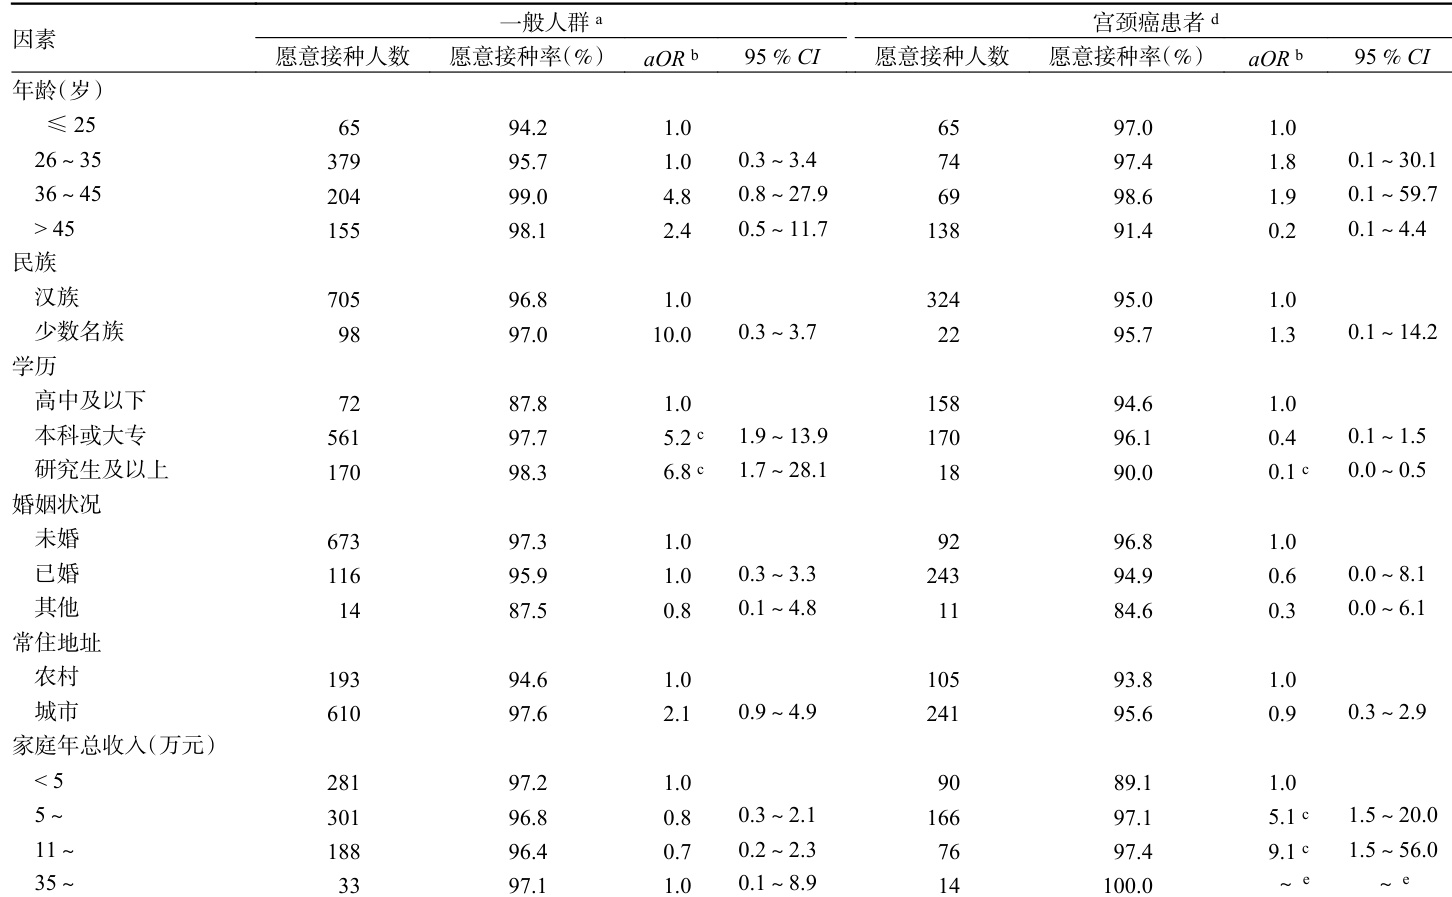 因素 一般人群 a 宫颈癌患者 d
愿意接种人数 愿意接种率(%) aOR b 95 % CI 愿意接种人数 愿意接种率(%) aOR b 95 % CI
年龄(岁)
≤ 25 65 94.2 1.0 65 97.0 1.0
26 ~ 35 379 95.7 1.0 0.3 ~ 3.4 74 97.4 1.8 0.1 ~ 30.1
36 ~ 45 204 99.0 4.8 0.8 ~ 27.9 69 98.6 1.9 0.1 ~ 59.7
> 45 155 98.1 2.4 0.5 ~ 11.7 138 91.4 0.2 0.1 ~ 4.4
民族
汉族 705 96.8 1.0 324 95.0 1.0
少数名族 98 97.0 10.0 0.3 ~ 3.7 22 95.7 1.3 0.1 ~ 14.2
学历
高中及以下 72 87.8 1.0 158 94.6 1.0
本科或大专 561 97.7 5.2 c 1.9 ~ 13.9 170 96.1 0.4 0.1 ~ 1.5
研究生及以上 170 98.3 6.8 c 1.7 ~ 28.1 18 90.0 0.1 c 0.0 ~ 0.5
婚姻状况
未婚 673 97.3 1.0 92 96.8 1.0
已婚 116 95.9 1.0 0.3 ~ 3.3 243 94.9 0.6 0.0 ~ 8.1
其他 14 87.5 0.8 0.1 ~ 4.8 11 84.6 0.3 0.0 ~ 6.1
常住地址
农村 193 94.6 1.0 105 93.8 1.0
城市 610 97.6 2.1 0.9 ~ 4.9 241 95.6 0.9 0.3 ~ 2.9
家庭年总收入(万元)
< 5 281 97.2 1.0 90 89.1 1.0
5 ~ 301 96.8 0.8 0.3 ~ 2.1 166 97.1 5.1 c 1.5 ~ 20.0
11 ~ 188 96.4 0.7 0.2 ~ 2.3 76 97.4 9.1 c 1.5 ~ 56.0
35 ~ 33 97.1 1.0 0.1 ~ 8.9 14 100.0 ~ e ~ e